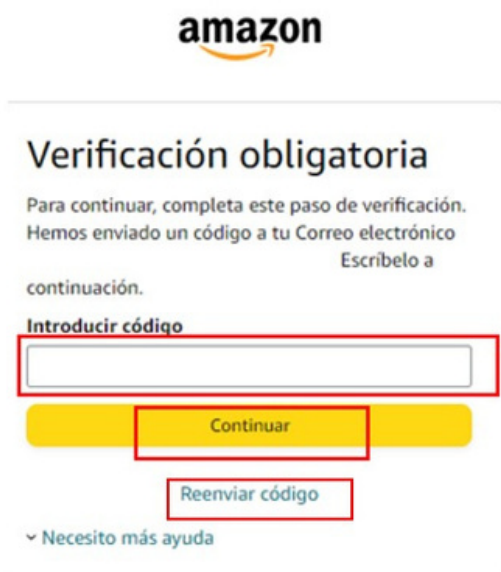 amazon
Verificación obligatoria
Para continuar, completa este paso de verificación.
Hemos enviado un código a tu Correo electrónico
Escríbelo a
continuación.
Introducir código
Continuar
Reenviar código
Necesito más ayuda